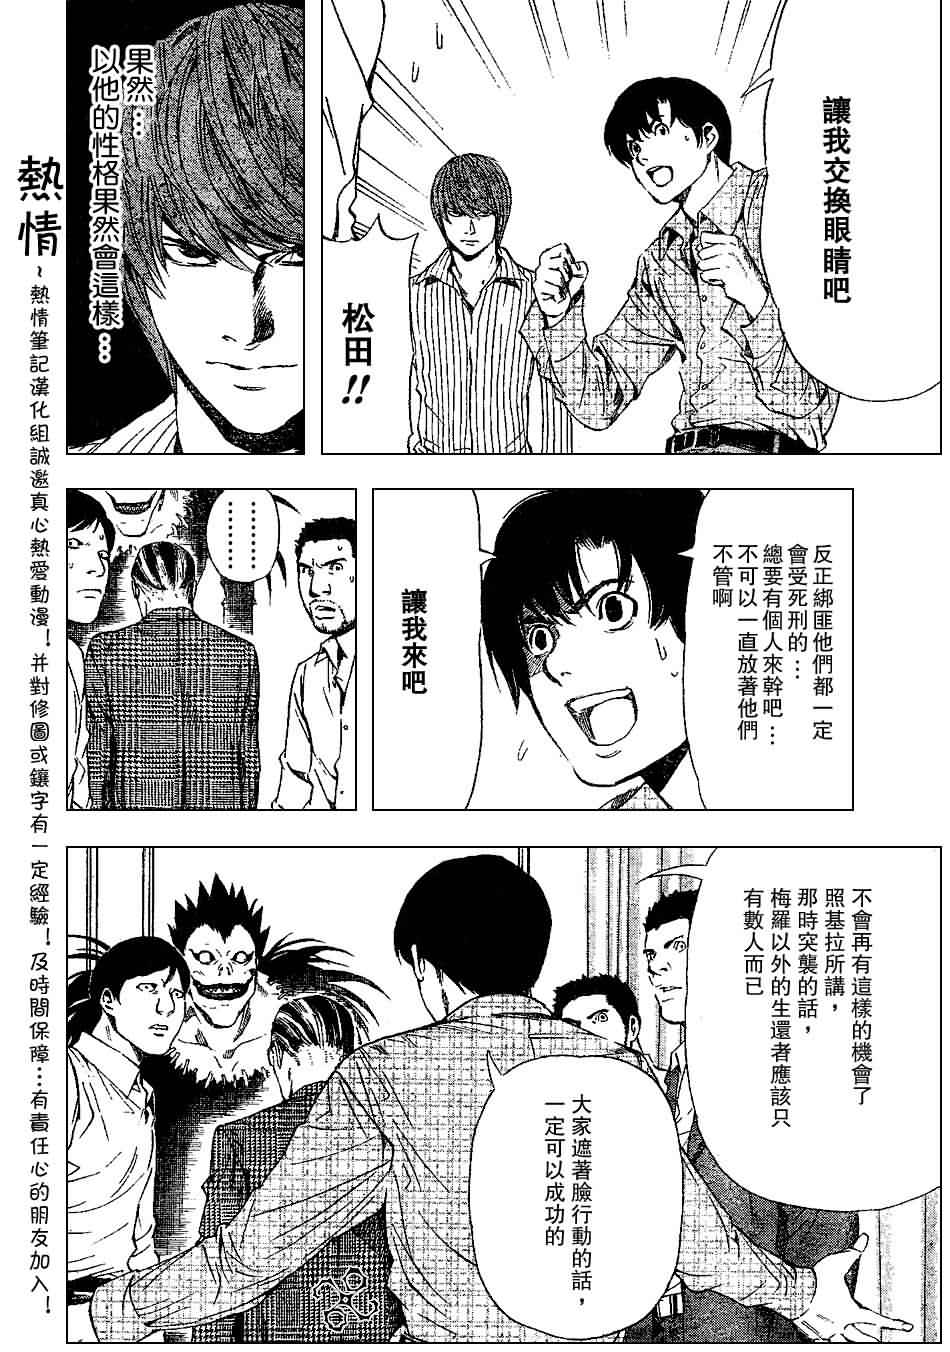 讓我交換眼睛吧
松田!!
果然…
以他的性格果然會這樣…
反正綁匪他們都一定
會受死刑的…
總要有個人來幹吧…
不可以一直放著他們
不管啊
讓我來吧
………
不會再有這樣的機會了
照基拉所講，
那時突襲的話，
梅羅以外的生還者應該只
有數人而已
大家遮著臉行動的話，
一定可以成功的
熱情~熱情筆記漢化組誠邀真心熱愛動漫！并對修圖或鑲字有一定經驗！及時間保障…有責任心的朋友加入！